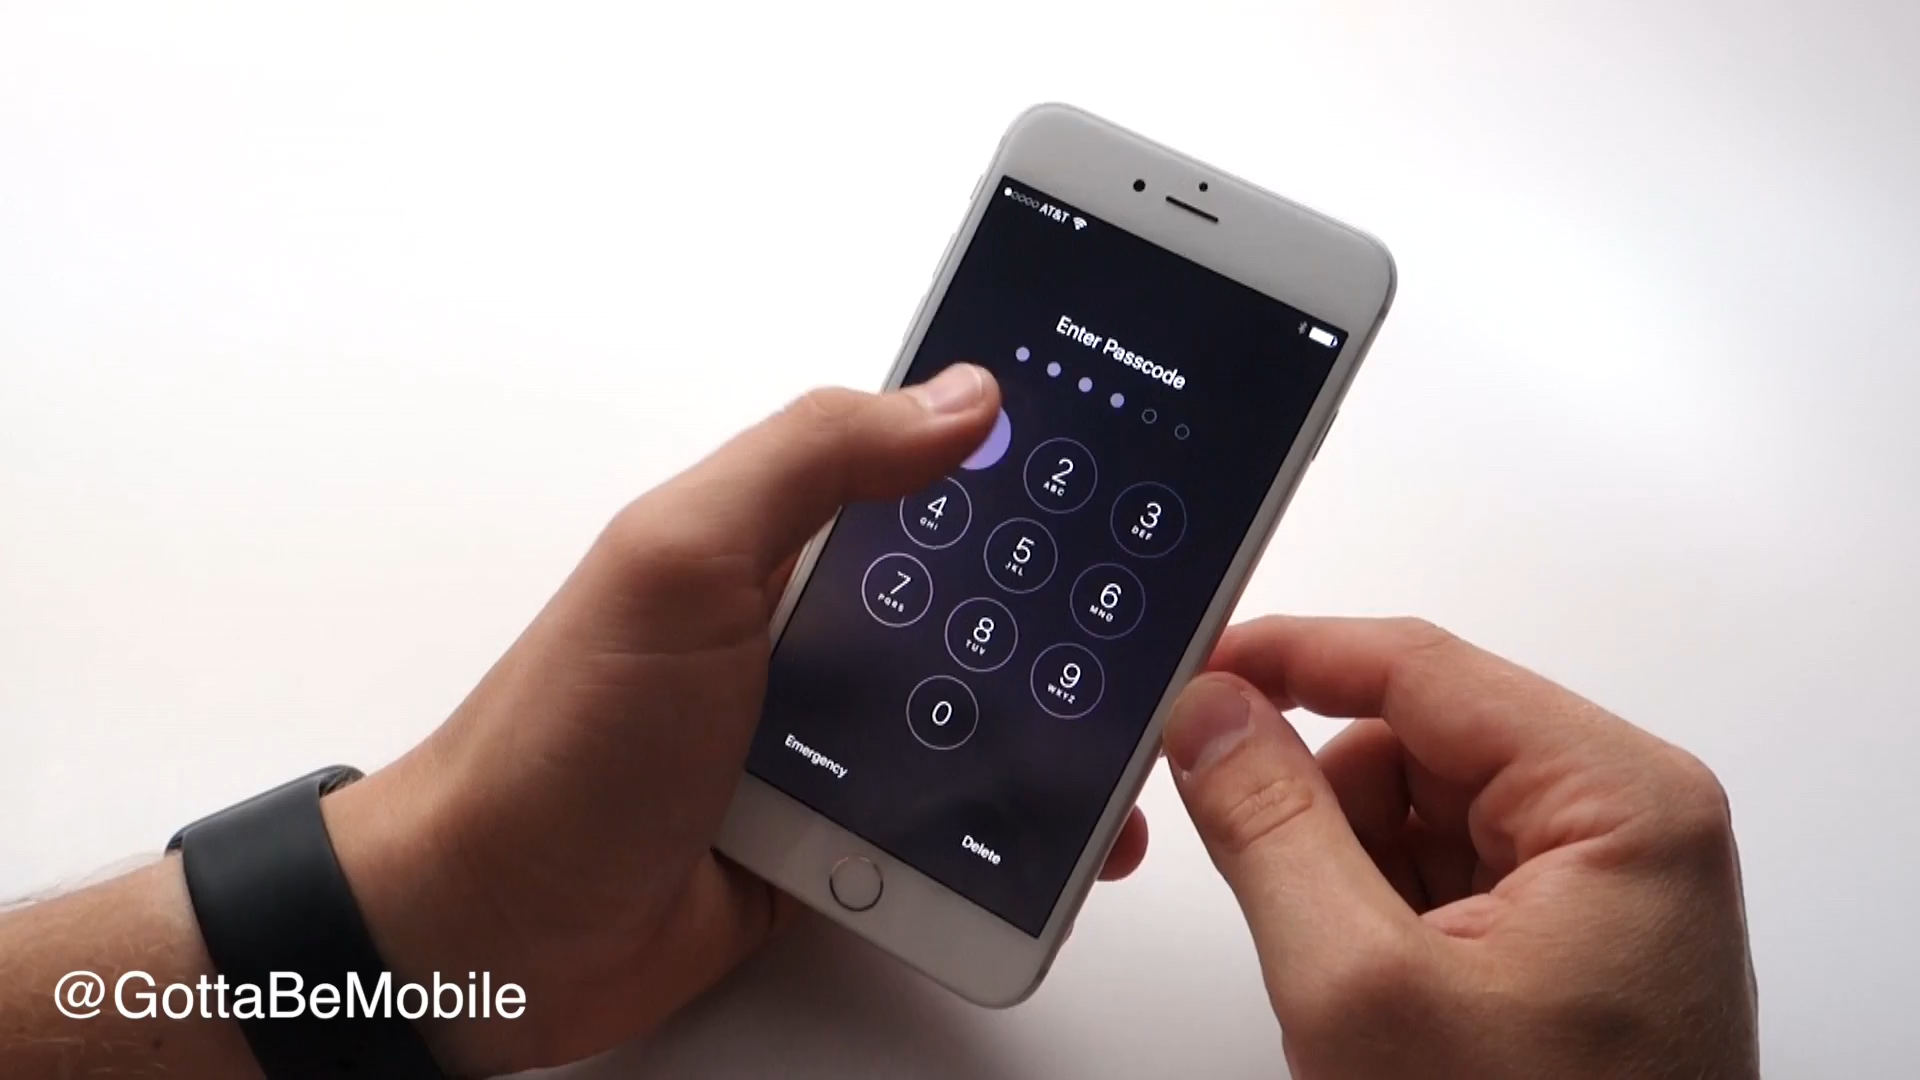 AT&T
Enter Passcode
2
ABC
3
DEF
4
GHI
5
JKL
6
MNO
7
PQRS
8
TUV
9
WXYZ
0
Emergency
Delete
@GottaBeMobile